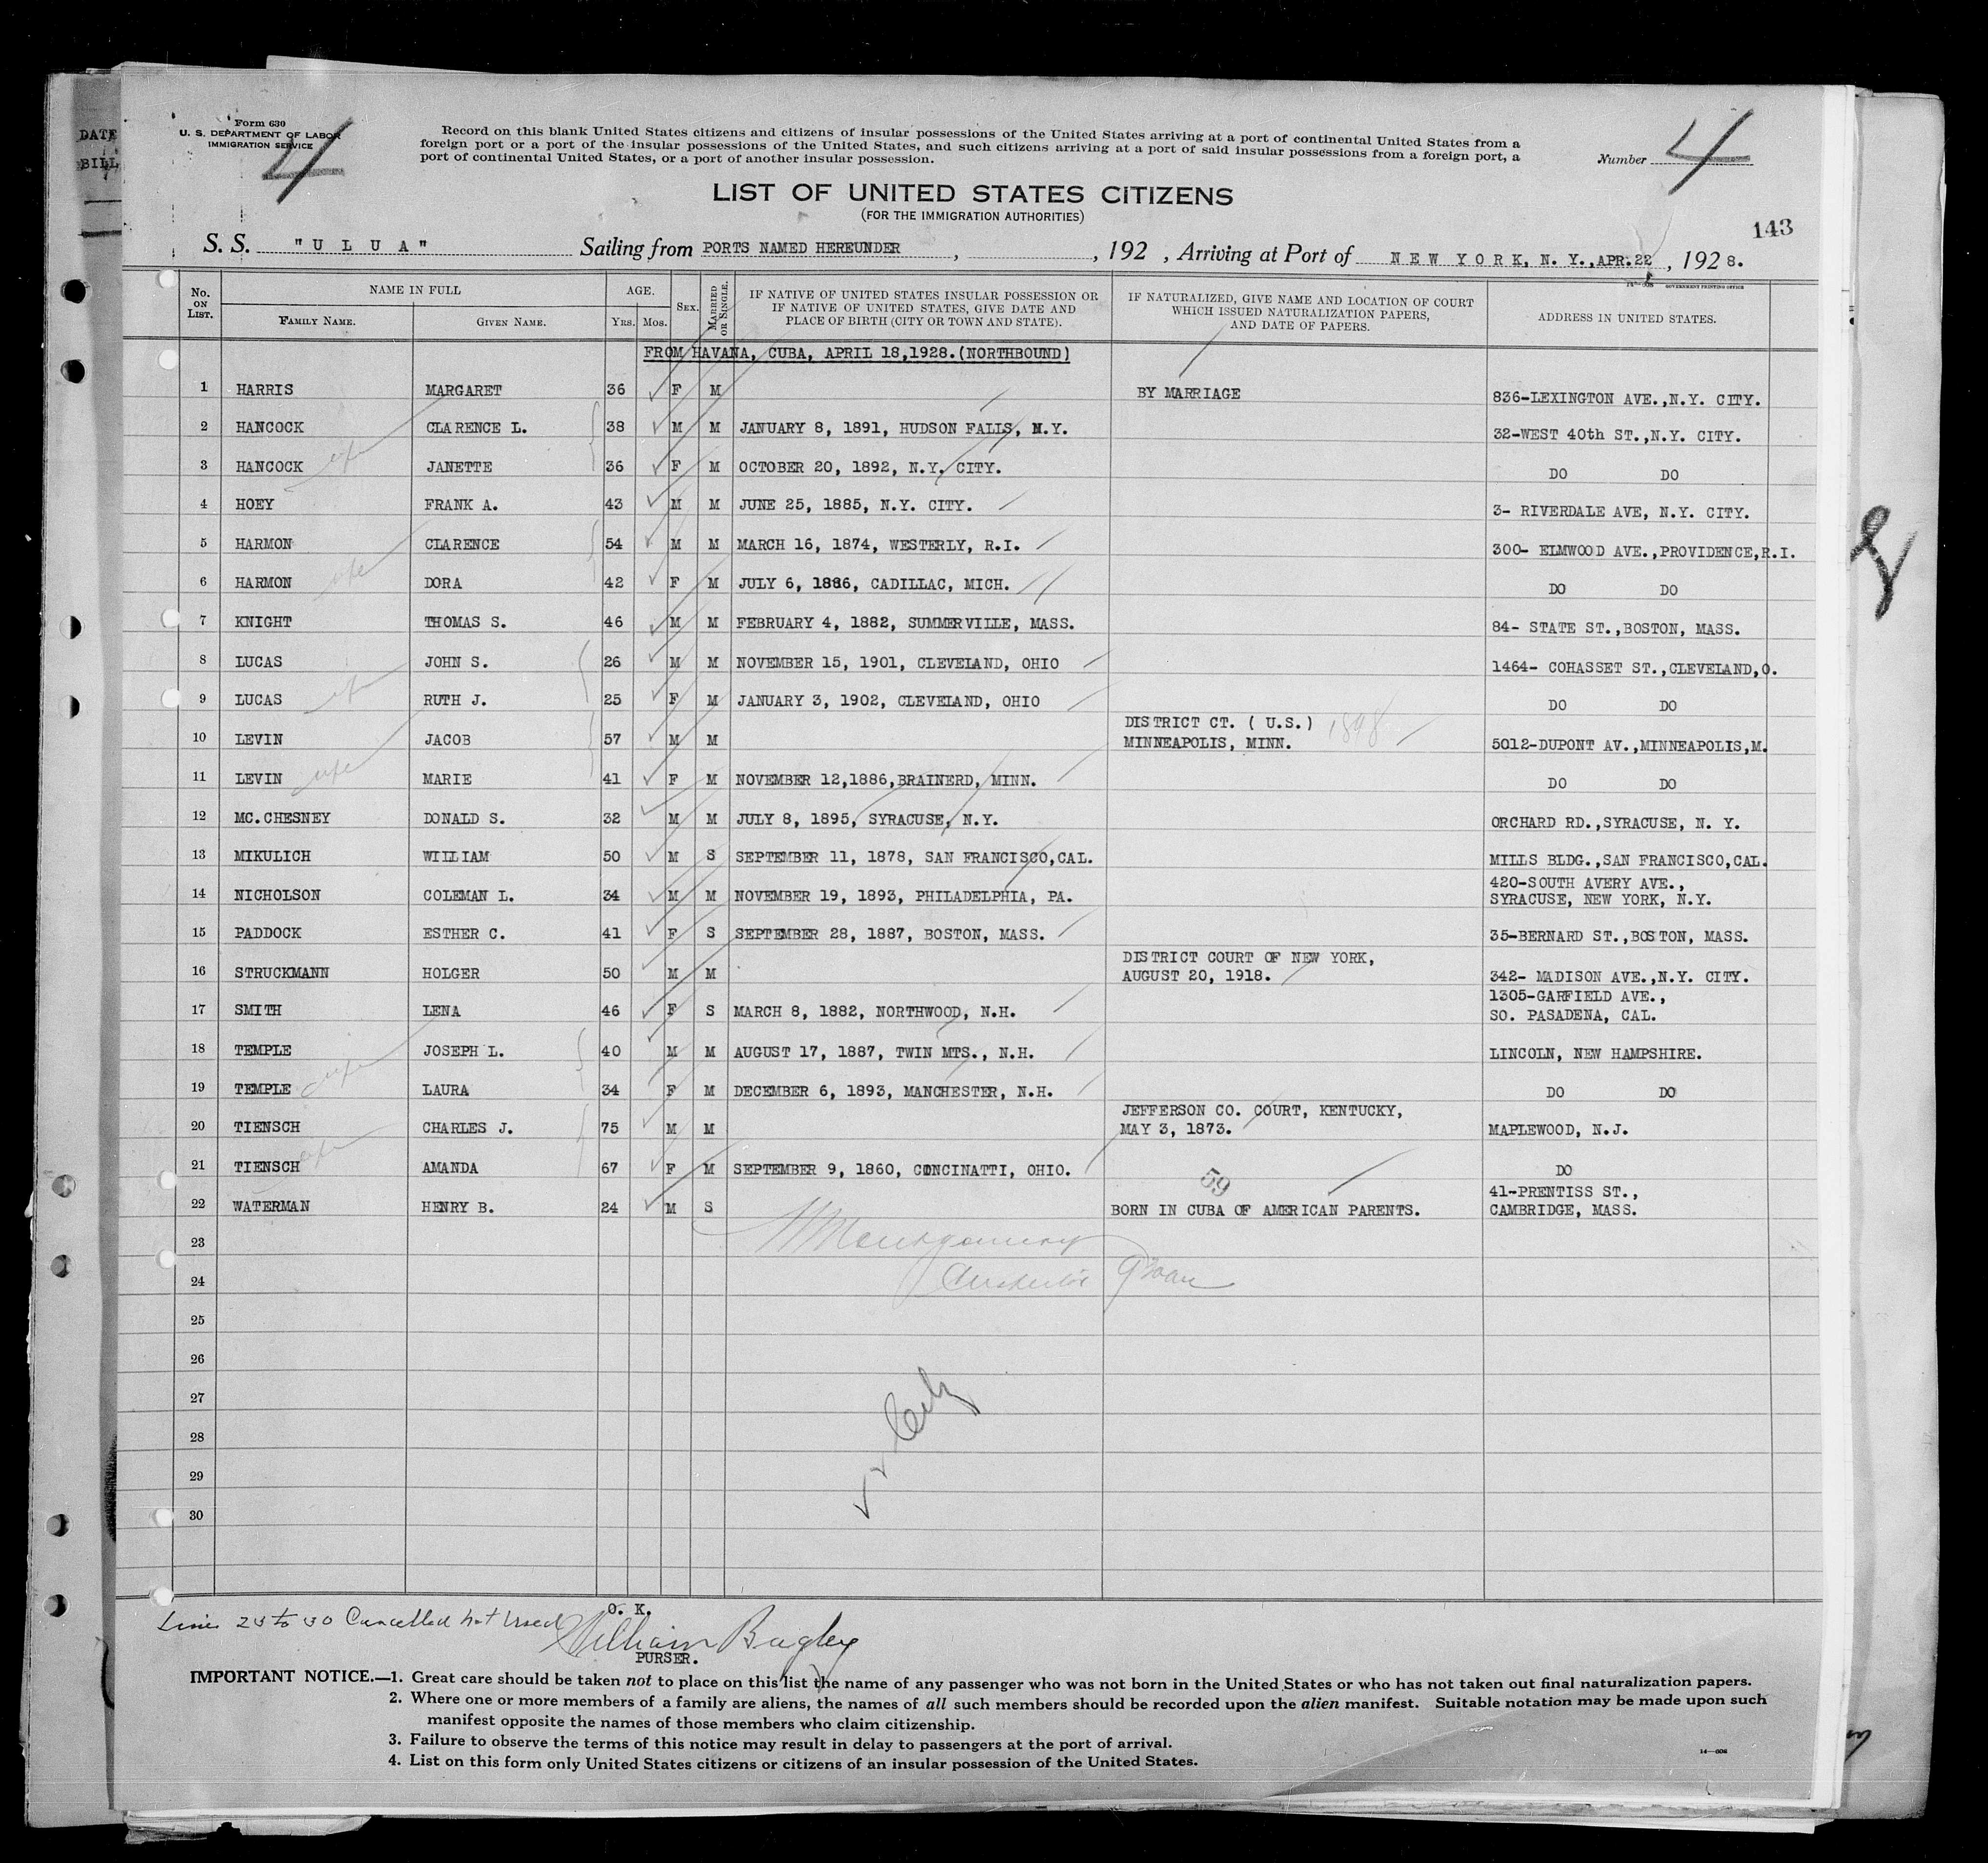 DATE
BILL
Form 630
U. S. DEPARTMENT OF LABOR
IMMIGRATION SERVICE
4
Record on this blank United States citizens and citizens of insular possessions of the United States arriving at a port of continental United States from a
foreign port or a port of the insular possessions of the United States, and such citizens arriving at a port of said insular possessions from a foreign port, a
port of continental United States, or a port of another insular possession.
Number 4
LIST OF UNITED STATES CITIZENS
(FOR THE IMMIGRATION AUTHORITIES)
143
S. S. "U L U A" Sailing from PORTS NAMED HEREUNDER , , 192 , Arriving at Port of NEW YORK, N. Y.,APR.22 , 192 8.
GOVERNMENT PRINTING OFFICE
No. ON LIST. NAME IN FULL FAMILY NAME. GIVEN NAME. AGE. YRS. MOS. SEX. MARRIED OR SINGLE. IF NATIVE OF UNITED STATES INSULAR POSSESSION OR IF NATIVE OF UNITED STATES, GIVE DATE AND PLACE OF BIRTH (CITY OR TOWN AND STATE). IF NATURALIZED, GIVE NAME AND LOCATION OF COURT WHICH ISSUED NATURALIZATION PAPERS, AND DATE OF PAPERS. ADDRESS IN UNITED STATES.
FROM HAVANA, CUBA, APRIL 18,1928.(NORTHBOUND)
1 HARRIS MARGARET 36 F M BY MARRIAGE 836-LEXINGTON AVE.,N.Y. CITY.
2 HANCOCK CLARENCE L. 38 M M JANUARY 8, 1891, HUDSON FALLS, N.Y. 32-WEST 40th ST.,N.Y. CITY.
3 HANCOCK JANETTE 36 F M OCTOBER 20, 1892, N.Y. CITY. DO DO
4 HOEY FRANK A. 43 M M JUNE 25, 1885, N.Y. CITY. 3- RIVERDALE AVE, N.Y. CITY.
5 HARMON CLARENCE 54 M M MARCH 16, 1874, WESTERLY, R.I. 300- ELMWOOD AVE.,PROVIDENCE,R.I.
6 HARMON DORA 42 F M JULY 6, 1886, CADILLAC, MICH. DO DO
7 KNIGHT THOMAS S. 46 M M FEBRUARY 4, 1882, SUMMERVILLE, MASS. 84- STATE ST.,BOSTON, MASS.
8 LUCAS JOHN S. 26 M M NOVEMBER 15, 1901, CLEVELAND, OHIO 1464- COHASSET ST.,CLEVELAND,O.
9 LUCAS RUTH J. 25 F M JANUARY 3, 1902, CLEVELAND, OHIO DO DO
10 LEVIN JACOB 57 M M DISTRICT CT. ( U.S.) MINNEAPOLIS, MINN. 1898 5012-DUPONT AV.,MINNEAPOLIS,M.
11 LEVIN MARIE 41 F M NOVEMBER 12,1886,BRAINERD, MINN. DO DO
12 MC.CHESNEY DONALD S. 32 M M JULY 8, 1895, SYRACUSE, N.Y. ORCHARD RD.,SYRACUSE, N. Y.
13 MIKULICH WILLIAM 50 M S SEPTEMBER 11, 1878, SAN FRANCISCO,CAL. MILLS BLDG.,SAN FRANCISCO,CAL.
14 NICHOLSON COLEMAN L. 34 M M NOVEMBER 19, 1893, PHILADELPHIA, PA. 420-SOUTH AVERY AVE., SYRACUSE, NEW YORK, N.Y.
15 PADDOCK ESTHER C. 41 F S SEPTEMBER 28, 1887, BOSTON, MASS. 35-BERNARD ST.,BOSTON, MASS.
16 STRUCKMANN HOLGER 50 M M DISTRICT COURT OF NEW YORK, AUGUST 20, 1918. 342- MADISON AVE.,N.Y. CITY.
17 SMITH LENA 46 F S MARCH 8, 1882, NORTHWOOD, N.H. 1305-GARFIELD AVE., SO. PASADENA, CAL.
18 TEMPLE JOSEPH L. 40 M M AUGUST 17, 1887, TWIN MTS., N.H. LINCOLN, NEW HAMPSHIRE.
19 TEMPLE LAURA 34 F M DECEMBER 6, 1893, MANCHESTER, N.H. DO DO
20 TIENSCH CHARLES J. 75 M M JEFFERSON CO. COURT, KENTUCKY, MAY 3, 1873. MAPLEWOOD, N.J.
21 TIENSCH AMANDA 67 F M SEPTEMBER 9, 1860, CINCINATTI, OHIO. DO
59
22 WATERMAN HENRY B. 24 M S BORN IN CUBA OF AMERICAN PARENTS. 41-PRENTISS ST., CAMBRIDGE, MASS.
23 Montgomery
24
25
26
27
28
29
30
Line 23 to 30 Cancelled not Used
O. K.
William Bagley
PURSER.
IMPORTANT NOTICE.—1. Great care should be taken not to place on this list the name of any passenger who was not born in the United States or who has not taken out final naturalization papers.
2. Where one or more members of a family are aliens, the names of all such members should be recorded upon the alien manifest. Suitable notation may be made upon such
manifest opposite the names of those members who claim citizenship.
3. Failure to observe the terms of this notice may result in delay to passengers at the port of arrival.
4. List on this form only United States citizens or citizens of an insular possession of the United States.
14—608